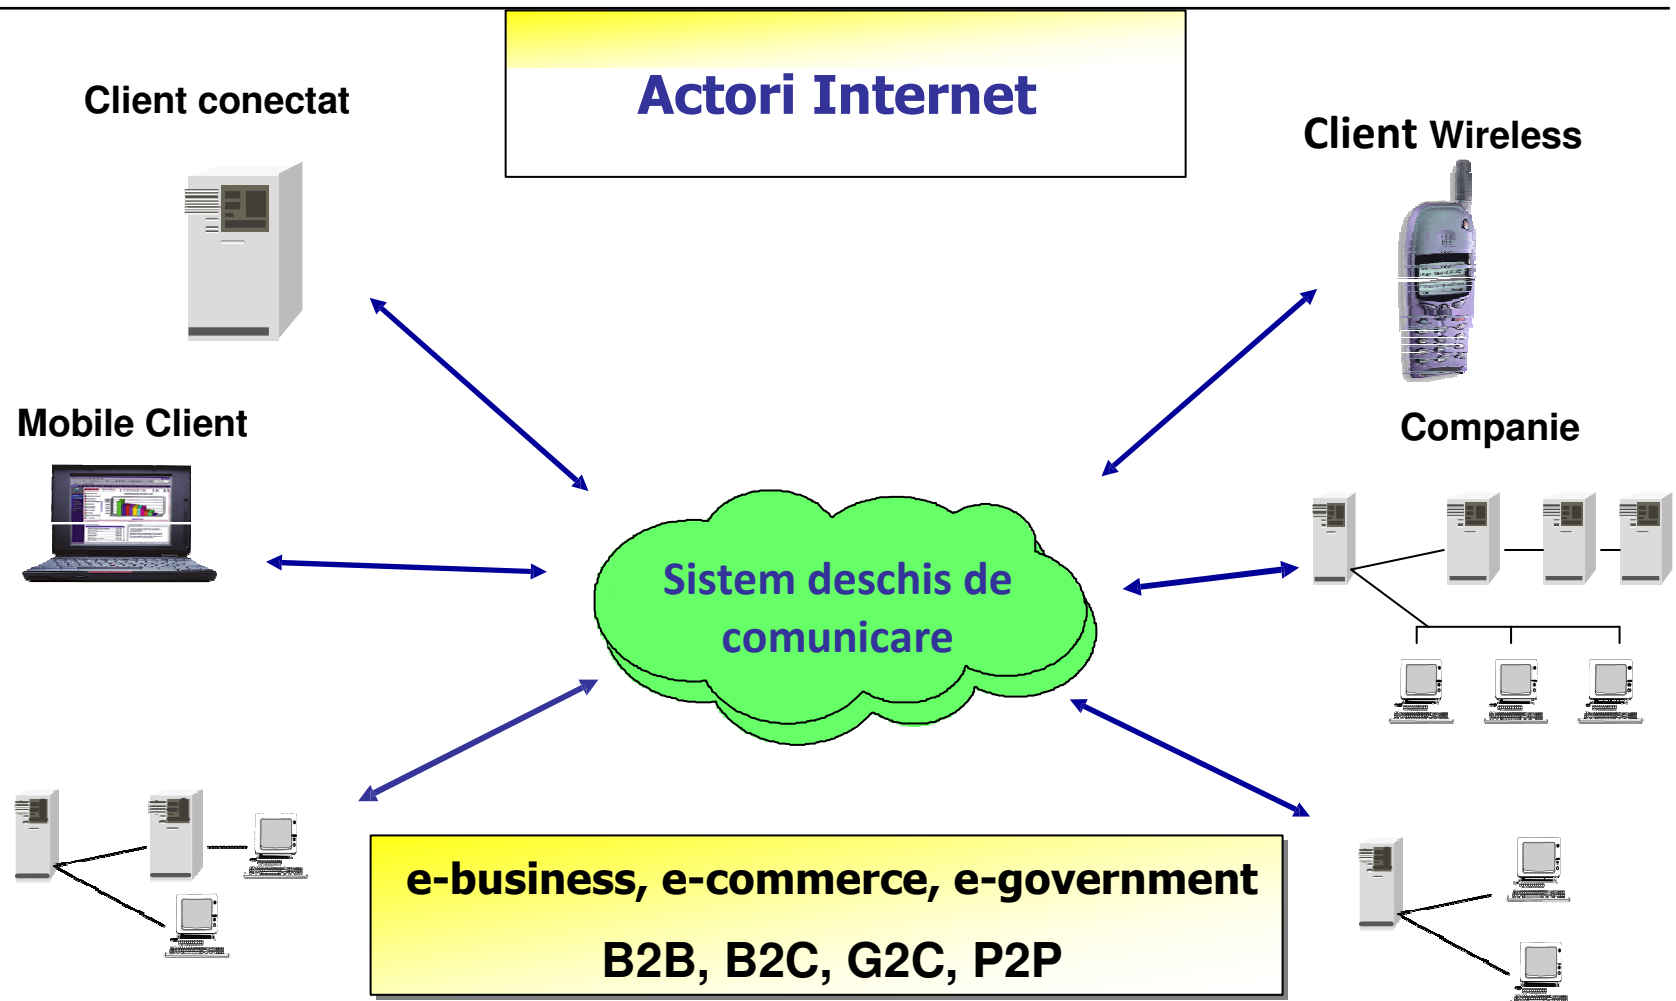 Actori Internet
Client conectat
Client Wireless
Mobile Client
Companie
Sistem deschis de
comunicare
e-business, e-commerce, e-government
B2B, B2C, G2C, P2P